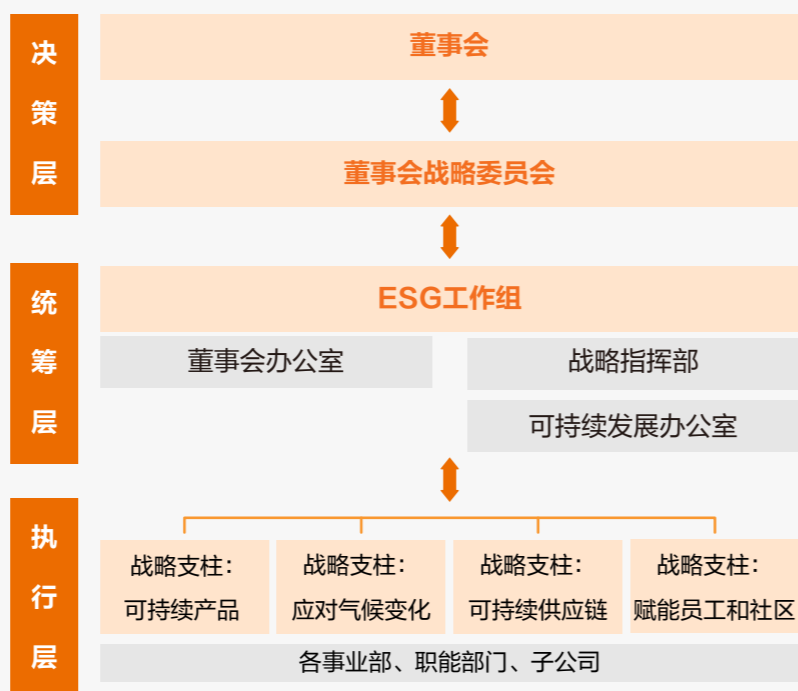 决策层
董事会
董事会战略委员会
统筹层
ESG工作组
董事会办公室
战略指挥部
可持续发展办公室
执行层
战略支柱：
可持续产品
战略支柱：
应对气候变化
战略支柱：
可持续供应链
战略支柱：
赋能员工和社区
各事业部、职能部门、子公司